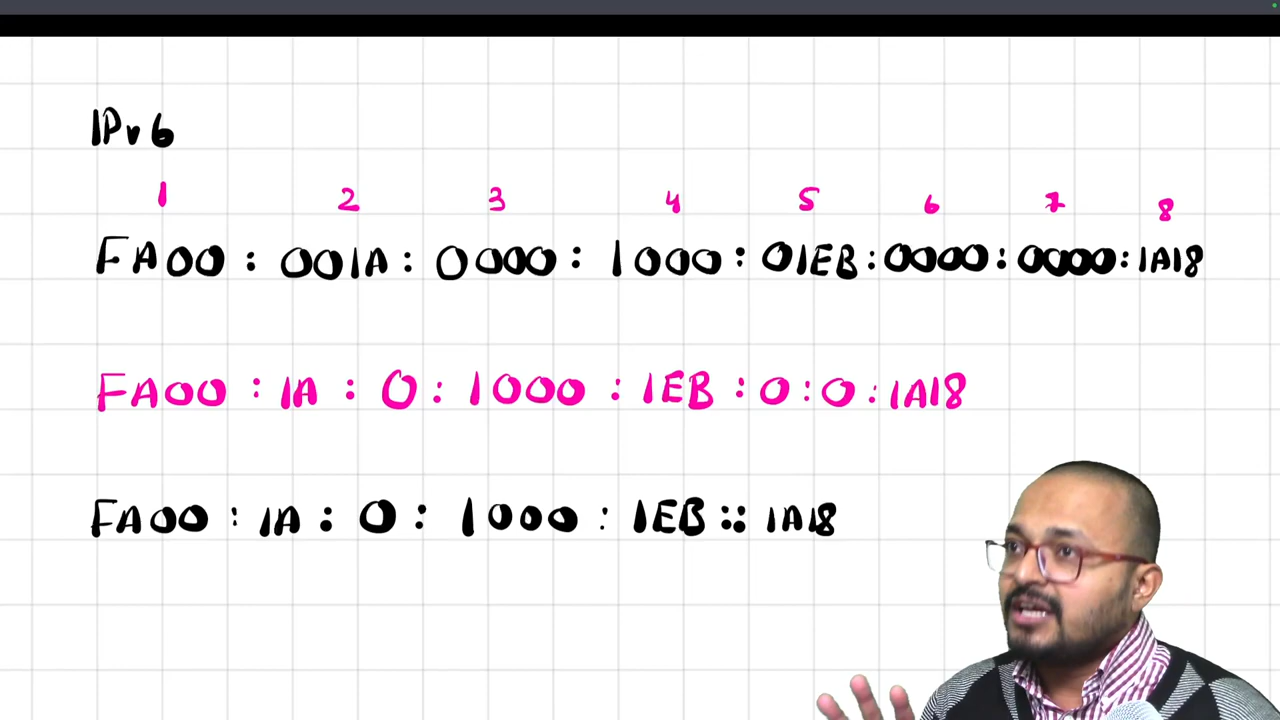 IPv6
1 2 3 4 5 6 7 8
FA00 : 001A : 0000 : 1000 : 01EB : 0000 : 0000 : 1A18
FA00 : 1A : 0 : 1000 : 1EB : 0 : 0 : 1A18
FA00 : 1A : 0 : 1000 : 1EB :: 1A18